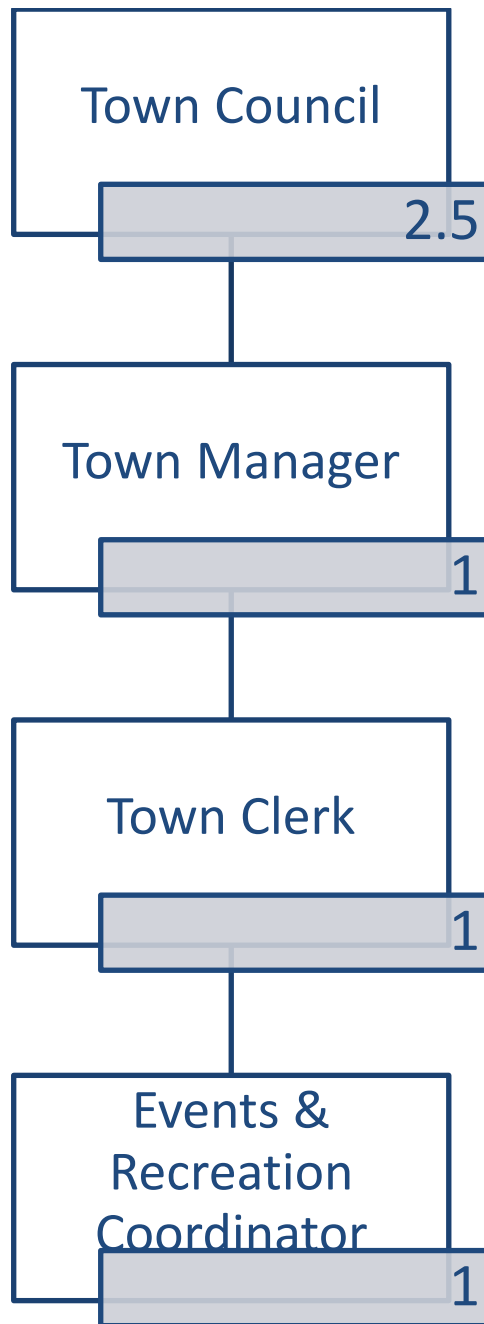 Town Council
2.5
Town Manager
1
Town Clerk
1
Events &
Recreation
Coordinator
1